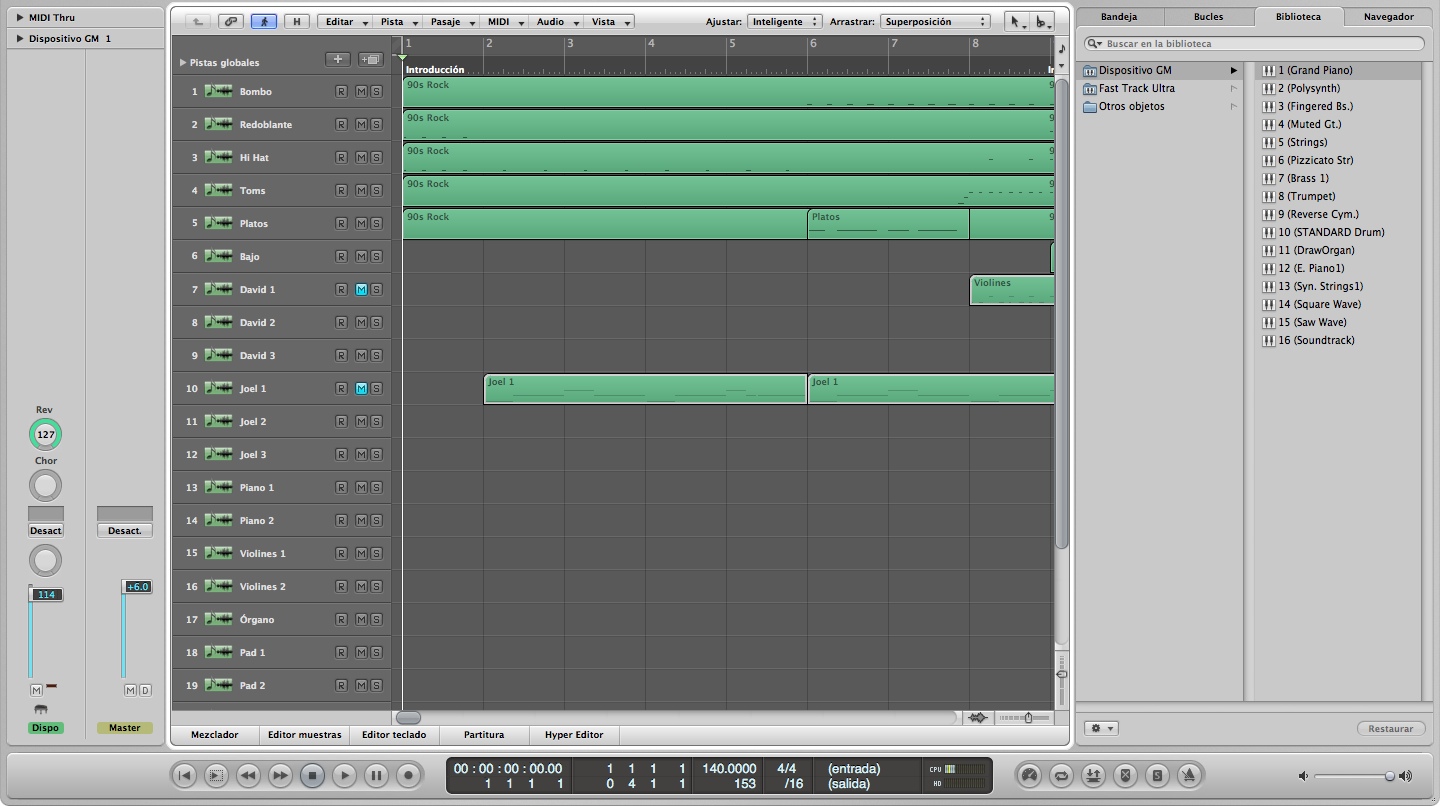 MIDI Thru
Dispositivo GM 1
Rev
127
Chor
Desact
Desact.
114
+6.0
M
M D
Dispo
Master
H
Editar
Pista
Pasaje
MIDI
Audio
Vista
Ajustar: Inteligente
Arrastrar: Superposición
Pistas globales
1 2 3 4 5 6 7 8
Introducción
1 Bombo R M S
90s Rock
2 Redoblante R M S
90s Rock
3 Hi Hat R M S
90s Rock
4 Toms R M S
90s Rock
5 Platos R M S
90s Rock
Platos
6 Bajo R M S
7 David 1 R M S
Violines
8 David 2 R M S
9 David 3 R M S
10 Joel 1 R M S
Joel 1
Joel 1
11 Joel 2 R M S
12 Joel 3 R M S
13 Piano 1 R M S
14 Piano 2 R M S
15 Violines 1 R M S
16 Violines 2 R M S
17 Órgano R M S
18 Pad 1 R M S
19 Pad 2 R M S
Mezclador
Editor muestras
Editor teclado
Partitura
Hyper Editor
Bandeja
Bucles
Biblioteca
Navegador
Buscar en la biblioteca
Dispositivo GM
Fast Track Ultra
Otros objetos
1 (Grand Piano)
2 (Polysynth)
3 (Fingered Bs.)
4 (Muted Gt.)
5 (Strings)
6 (Pizzicato Str)
7 (Brass 1)
8 (Trumpet)
9 (Reverse Cym.)
10 (STANDARD Drum)
11 (DrawOrgan)
12 (E. Piano1)
13 (Syn. Strings1)
14 (Square Wave)
15 (Saw Wave)
16 (Soundtrack)
Restaurar
00 : 00 : 00 : 00.00 1 1 1 1 140.0000 4/4 (entrada) CPU
1 1 1 1 0 4 1 1 153 /16 (salida) HD
S